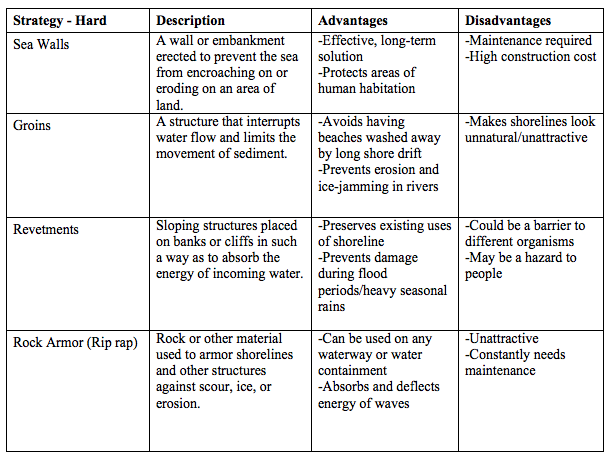 Strategy - Hard
Description
Advantages
Disadvantages
Sea Walls
A wall or embankment
erected to prevent the sea
from encroaching on or
eroding on an area of
land.
-Effective, long-term
solution
-Protects areas of
human habitation
-Maintenance required
-High construction cost
Groins
A structure that interrupts
water flow and limits the
movement of sediment.
-Avoids having
beaches washed away
by long shore drift
-Prevents erosion and
ice-jamming in rivers
-Makes shorelines look
unnatural/unattractive
Revetments
Sloping structures placed
on banks or cliffs in such
a way as to absorb the
energy of incoming water.
-Preserves existing uses
of shoreline
-Prevents damage
during flood
periods/heavy seasonal
rains
-Could be a barrier to
different organisms
-May be a hazard to
people
Rock Armor (Rip rap)
Rock or other material
used to armor shorelines
and other structures
against scour, ice, or
erosion.
-Can be used on any
waterway or water
containment
-Absorbs and deflects
energy of waves
-Unattractive
-Constantly needs
maintenance